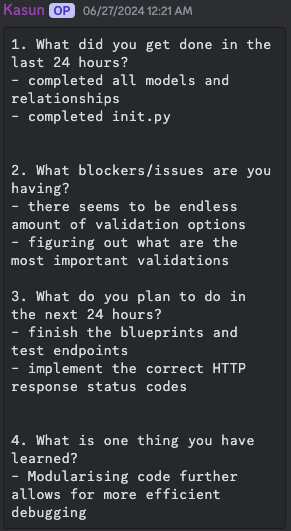 Kasun OP 06/27/2024 12:21 AM
1. What did you get done in the
last 24 hours?
- completed all models and
relationships
- completed init.py
2. What blockers/issues are you
having?
- there seems to be endless
amount of validation options
- figuring out what are the
most important validations
3. What do you plan to do in
the next 24 hours?
- finish the blueprints and
test endpoints
- implement the correct HTTP
response status codes
4. What is one thing you have
learned?
- Modularising code further
allows for more efficient
debugging